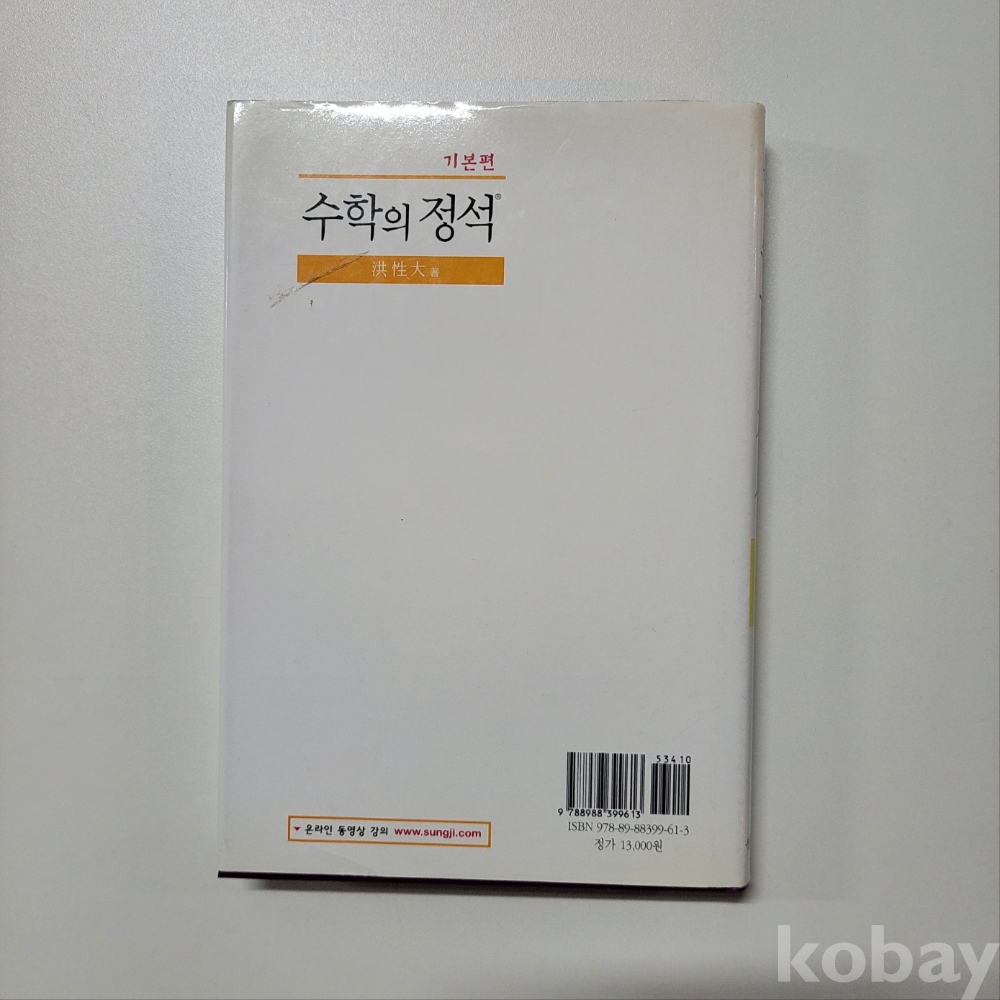 기본편
수학의 정석®
洪性大 著
53410
9 788988 399613
ISBN 978-89-88399-61-3
정가 13,000원
온라인 동영상 강의 www.sungji.com
kobay